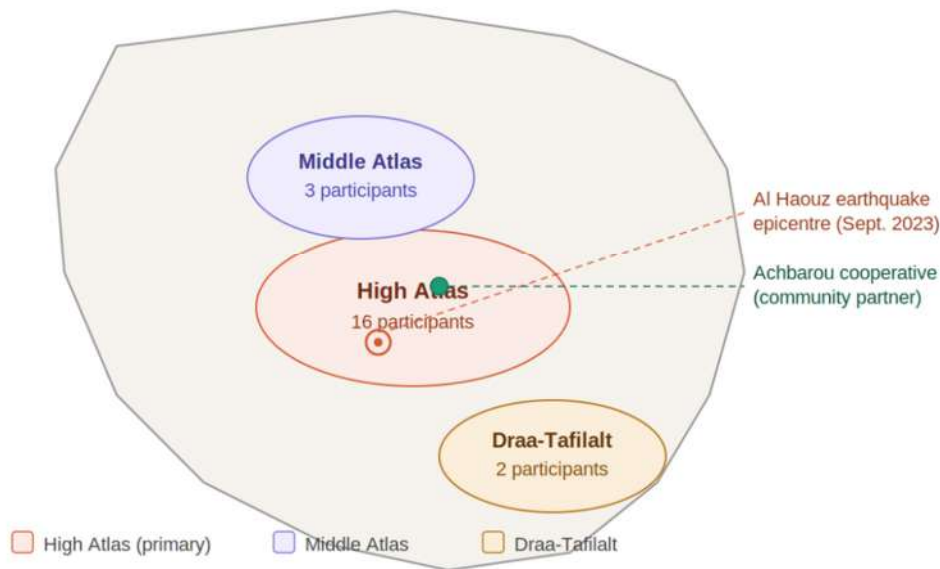 Middle Atlas
3 participants
Al Haouz earthquake
epicentre (Sept. 2023)
Achbarou cooperative
(community partner)
High Atlas
16 participants
Draa-Tafilalt
2 participants
High Atlas (primary)
Middle Atlas
Draa-Tafilalt